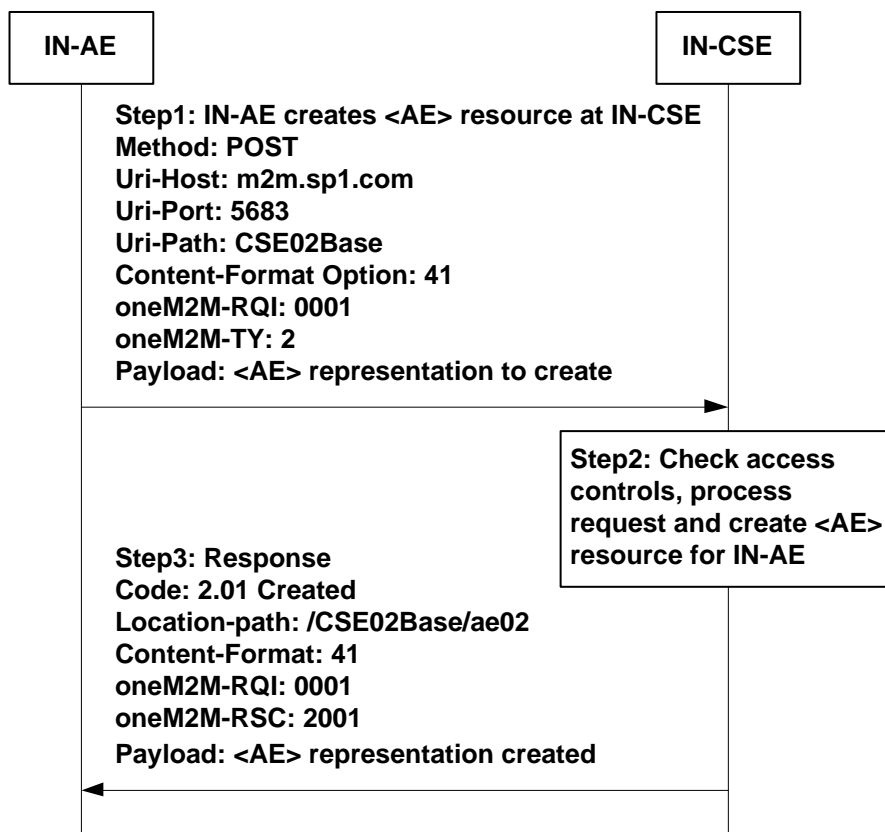 IN-AE
IN-CSE
Step1: IN-AE creates <AE> resource at IN-CSE
Method: POST
Uri-Host: m2m.sp1.com
Uri-Port: 5683
Uri-Path: CSE02Base
Content-Format Option: 41
oneM2M-RQI: 0001
oneM2M-TY: 2
Payload: <AE> representation to create
Step2: Check access
controls, process
request and create <AE>
resource for IN-AE
Step3: Response
Code: 2.01 Created
Location-path: /CSE02Base/ae02
Content-Format: 41
oneM2M-RQI: 0001
oneM2M-RSC: 2001
Payload: <AE> representation created